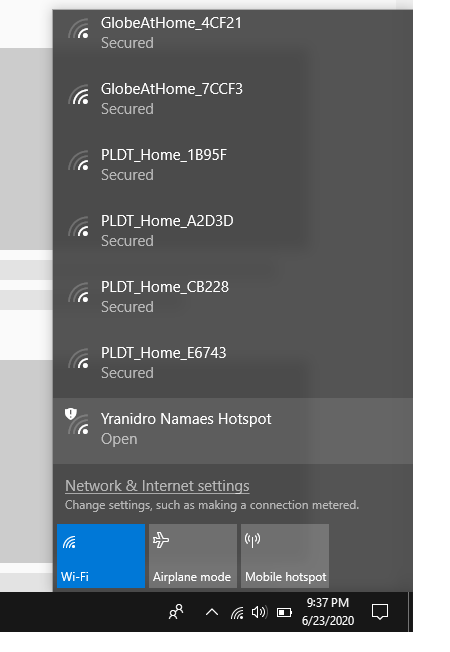 GlobeAtHome_4CF21
Secured
GlobeAtHome_7CCF3
Secured
PLDT_Home_1B95F
Secured
PLDT_Home_A2D3D
Secured
PLDT_Home_CB228
Secured
PLDT_Home_E6743
Secured
Yranidro Namaes Hotspot
Open
Network & Internet settings
Change settings, such as making a connection metered.
Wi-Fi
Airplane mode
Mobile hotspot
9:37 PM
6/23/2020